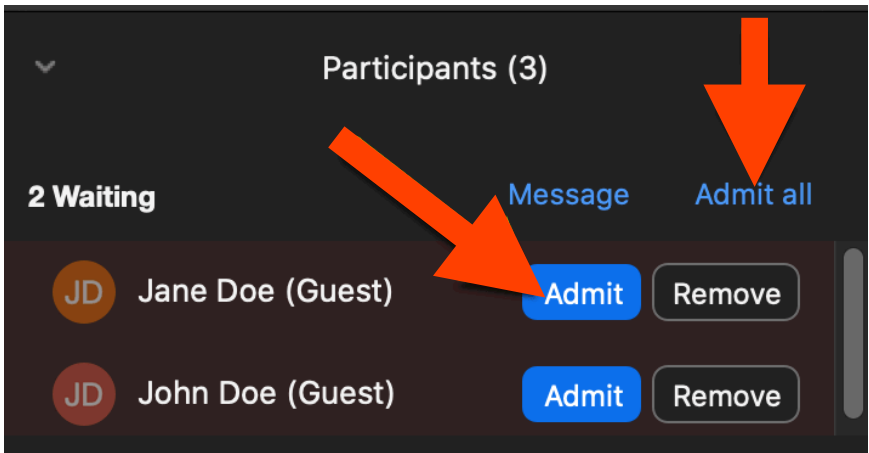 Participants (3)
2 Waiting Message Admit all
JD Jane Doe (Guest) Admit Remove
JD John Doe (Guest) Admit Remove